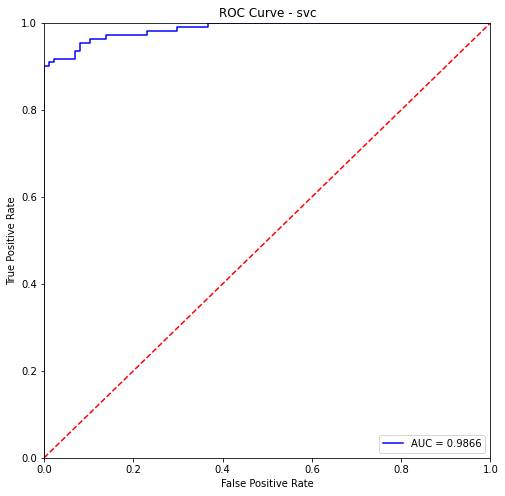 ROC Curve - svc
1.0
0.8
0.6
0.4
0.2
0.0
True Positive Rate
AUC = 0.9866
0.0 0.2 0.4 0.6 0.8 1.0
False Positive Rate